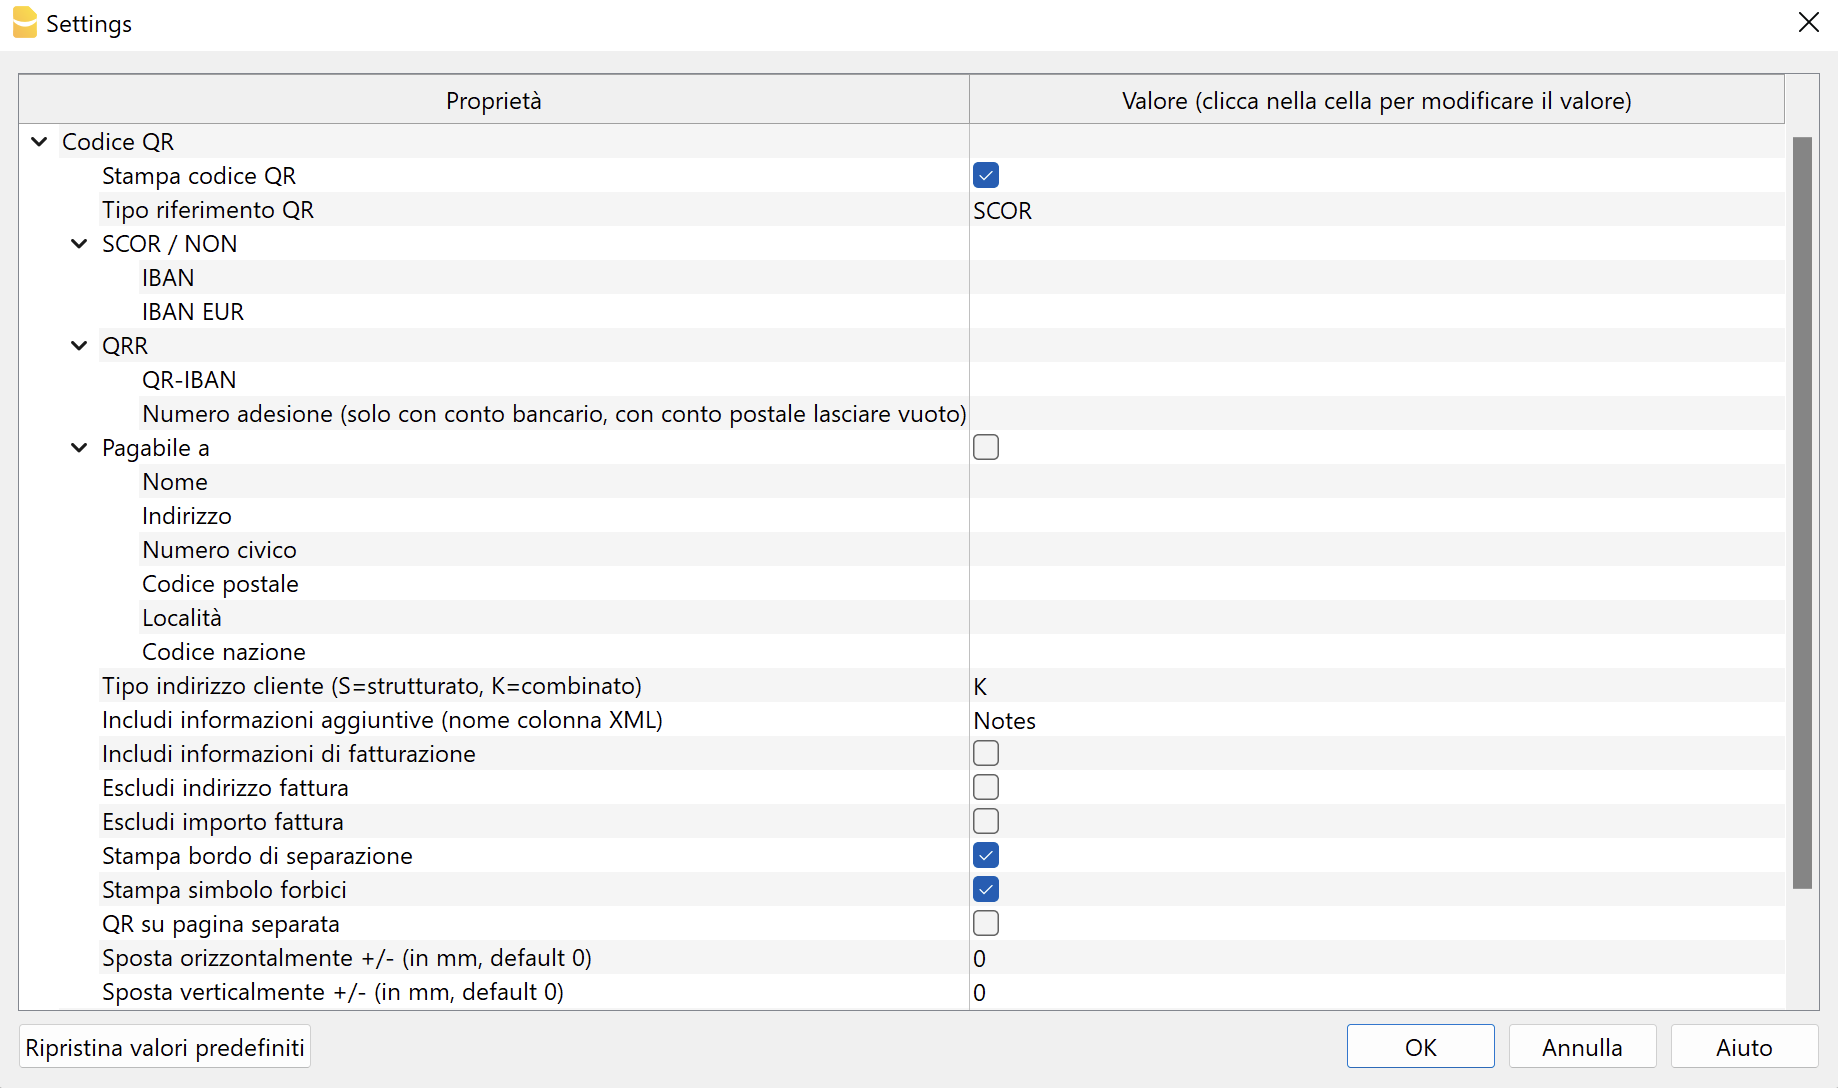 Settings
Proprietà Valore (clicca nella cella per modificare il valore)
Codice QR
Stampa codice QR
Tipo riferimento QR SCOR
SCOR / NON
IBAN
IBAN EUR
QRR
QR-IBAN
Numero adesione (solo con conto bancario, con conto postale lasciare vuoto)
Pagabile a
Nome
Indirizzo
Numero civico
Codice postale
Località
Codice nazione
Tipo indirizzo cliente (S=strutturato, K=combinato) K
Includi informazioni aggiuntive (nome colonna XML) Notes
Includi informazioni di fatturazione
Escludi indirizzo fattura
Escludi importo fattura
Stampa bordo di separazione
Stampa simbolo forbici
QR su pagina separata
Sposta orizzontalmente +/- (in mm, default 0) 0
Sposta verticalmente +/- (in mm, default 0) 0
Ripristina valori predefiniti OK Annulla Aiuto